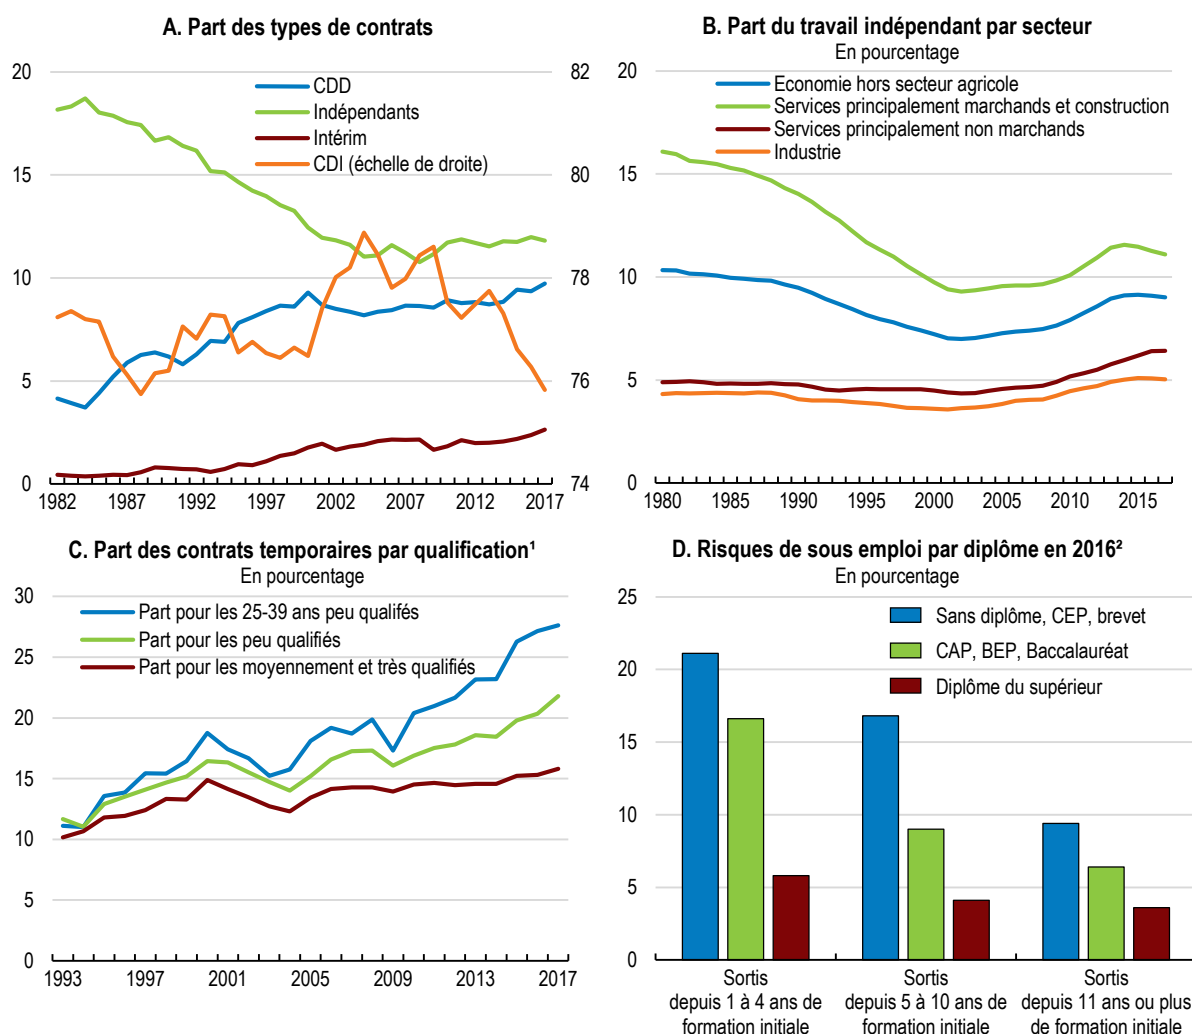 A. Part des types de contrats
20
15
10
5
0
82
80
78
76
74
CDD
Indépendants
Intérim
CDI (échelle de droite)
1982 1987 1992 1997 2002 2007 2012 2017
B. Part du travail indépendant par secteur
En pourcentage
20
15
10
5
0
Economie hors secteur agricole
Services principalement marchands et construction
Services principalement non marchands
Industrie
1980 1985 1990 1995 2000 2005 2010 2015
C. Part des contrats temporaires par qualification¹
En pourcentage
30
25
20
15
10
5
0
Part pour les 25-39 ans peu qualifés
Part pour les peu qualifiés
Part pour les moyennement et très qualifiés
1993 1997 2001 2005 2009 2013 2017
D. Risques de sous emploi par diplôme en 2016²
En pourcentage
25
20
15
10
5
0
Sans diplôme, CEP, brevet
CAP, BEP, Baccalauréat
Diplôme du supérieur
Sortis
depuis 1 à 4 ans de
formation initiale
Sortis
depuis 5 à 10 ans de
formation initiale
Sortis
depuis 11 ans ou plus
de formation initiale